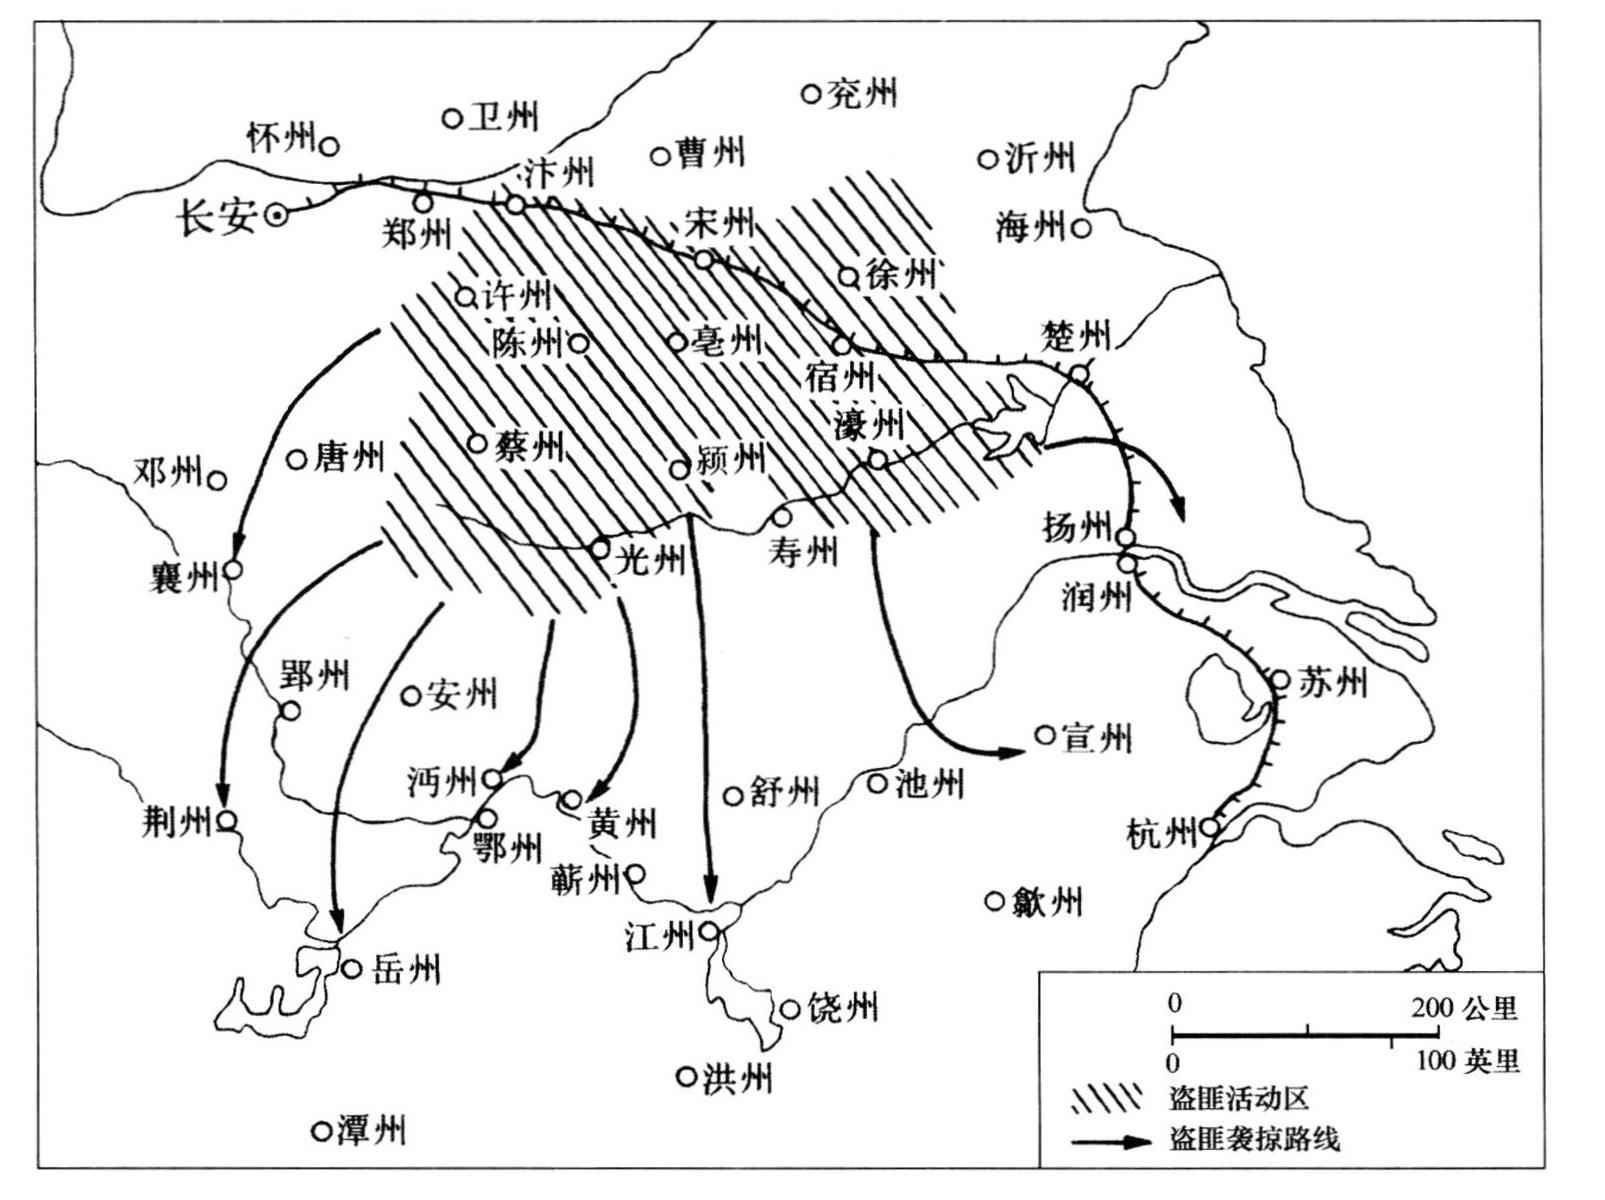 兖州
卫州
怀州
曹州
沂州
汴州
长安
郑州
宋州
海州
徐州
许州
陈州
亳州
楚州
宿州
濠州
蔡州
颍州
唐州
邓州
扬州
光州
寿州
襄州
润州
郢州
安州
苏州
宣州
沔州
舒州
池州
荆州
黄州
鄂州
杭州
蕲州
歙州
江州
岳州
饶州
洪州
潭州
0 200 公里
0 100 英里
盗匪活动区
盗匪袭掠路线